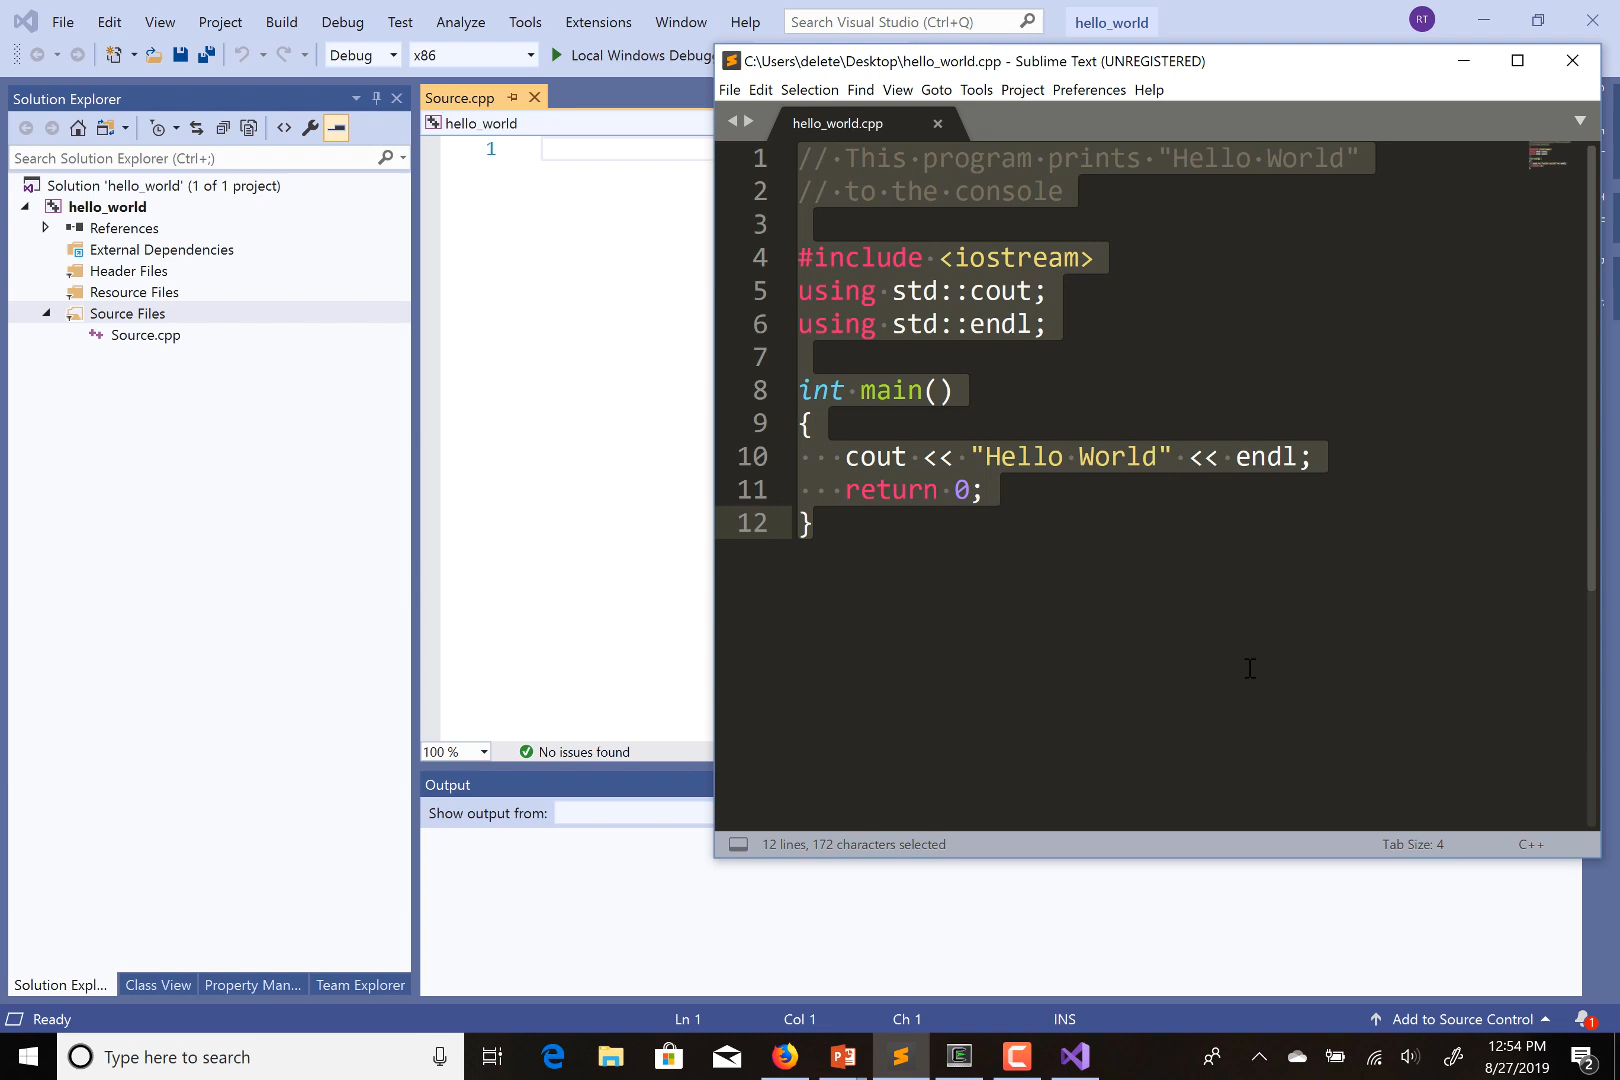 File Edit View Project Build Debug Test Analyze Tools Extensions Window Help Search Visual Studio (Ctrl+Q) hello_world RT
Debug x86 Local Windows Debug
Solution Explorer
Search Solution Explorer (Ctrl+;)
Solution 'hello_world' (1 of 1 project)
hello_world
References
External Dependencies
Header Files
Resource Files
Source Files
Source.cpp
Solution Expl... Class View Property Man... Team Explorer
Source.cpp
hello_world
1
100 % No issues found
Output
Show output from:
C:\Users\delete\Desktop\hello_world.cpp - Sublime Text (UNREGISTERED)
File Edit Selection Find View Goto Tools Project Preferences Help
hello_world.cpp
1 // This program prints "Hello World"
2 // to the console
3
4 #include <iostream>
5 using std::cout;
6 using std::endl;
7
8 int main()
9 {
10 cout << "Hello World" << endl;
11 return 0;
12 }
12 lines, 172 characters selected Tab Size: 4 C++
Ready Ln 1 Col 1 Ch 1 INS Add to Source Control 1
Type here to search 12:54 PM
8/27/2019 2